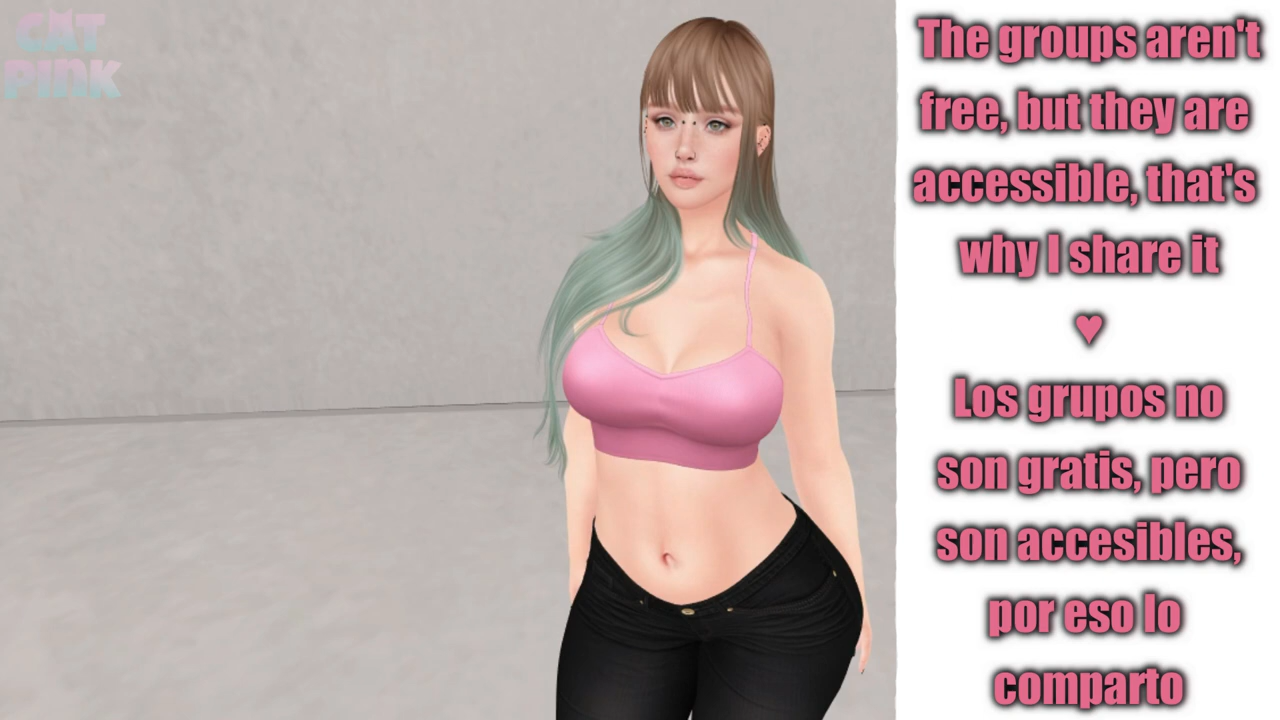 CAT
PINK
The groups aren't
free, but they are
accessible, that's
why I share it
♥
Los grupos no
son gratis, pero
son accesibles,
por eso lo
comparto